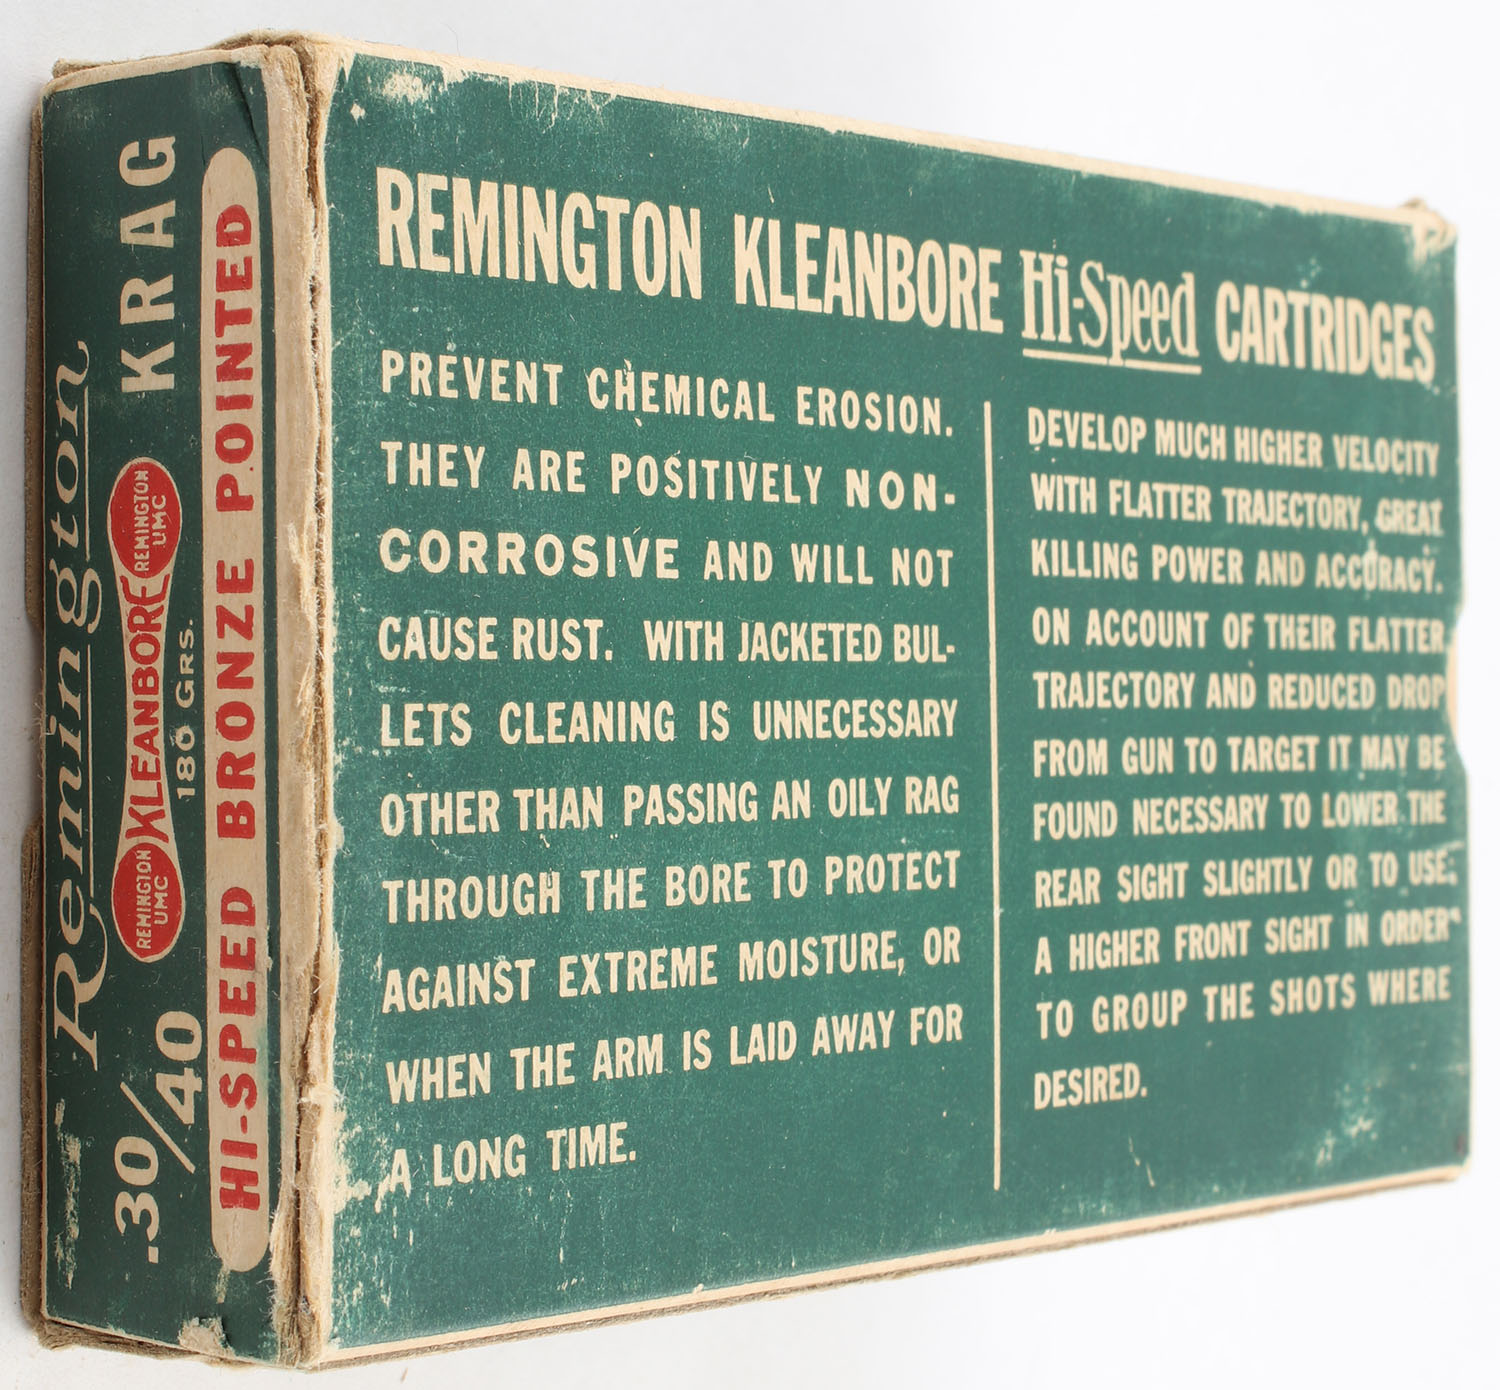 Remington
.30/40 KRAG
REMINGTON UMC KLEANBORE REMINGTON UMC
180 GRS.
HI-SPEED BRONZE POINTED
REMINGTON KLEANBORE Hi-Speed CARTRIDGES
PREVENT CHEMICAL EROSION.
THEY ARE POSITIVELY NON-
CORROSIVE AND WILL NOT
CAUSE RUST. WITH JACKETED BUL-
LETS CLEANING IS UNNECESSARY
OTHER THAN PASSING AN OILY RAG
THROUGH THE BORE TO PROTECT
AGAINST EXTREME MOISTURE, OR
WHEN THE ARM IS LAID AWAY FOR
A LONG TIME.
DEVELOP MUCH HIGHER VELOCITY
WITH FLATTER TRAJECTORY, GREAT
KILLING POWER AND ACCURACY.
ON ACCOUNT OF THEIR FLATTER
TRAJECTORY AND REDUCED DROP
FROM GUN TO TARGET IT MAY BE
FOUND NECESSARY TO LOWER THE
REAR SIGHT SLIGHTLY OR TO USE
A HIGHER FRONT SIGHT IN ORDER
TO GROUP THE SHOTS WHERE
DESIRED.